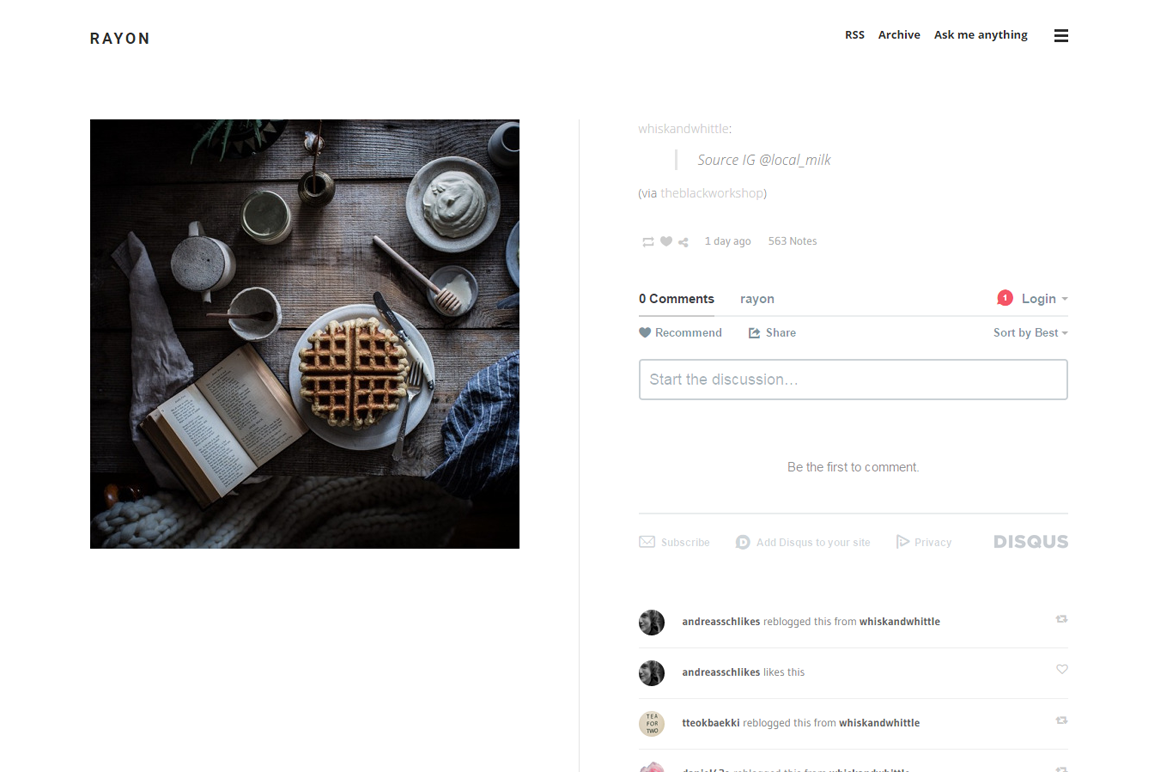 RAYON
RSS Archive Ask me anything
whiskandwhittle:
Source IG @local_milk
(via theblackworkshop)
1 day ago 563 Notes
0 Comments rayon 1 Login
Recommend Share Sort by Best
Start the discussion...
Be the first to comment.
Subscribe Add Disqus to your site Privacy DISQUS
andreasschlikes reblogged this from whiskandwhittle
andreasschlikes likes this
TEA
FOR
TWO
tteokbaekki reblogged this from whiskandwhittle
reblogged this from whiskandwhittle